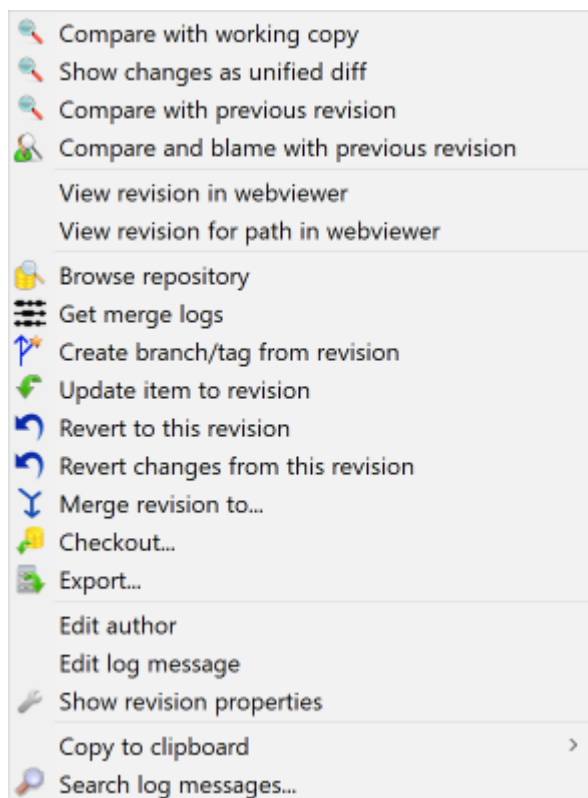 Compare with working copy
Show changes as unified diff
Compare with previous revision
Compare and blame with previous revision
View revision in webviewer
View revision for path in webviewer
Browse repository
Get merge logs
Create branch/tag from revision
Update item to revision
Revert to this revision
Revert changes from this revision
Merge revision to...
Checkout...
Export...
Edit author
Edit log message
Show revision properties
Copy to clipboard
Search log messages...